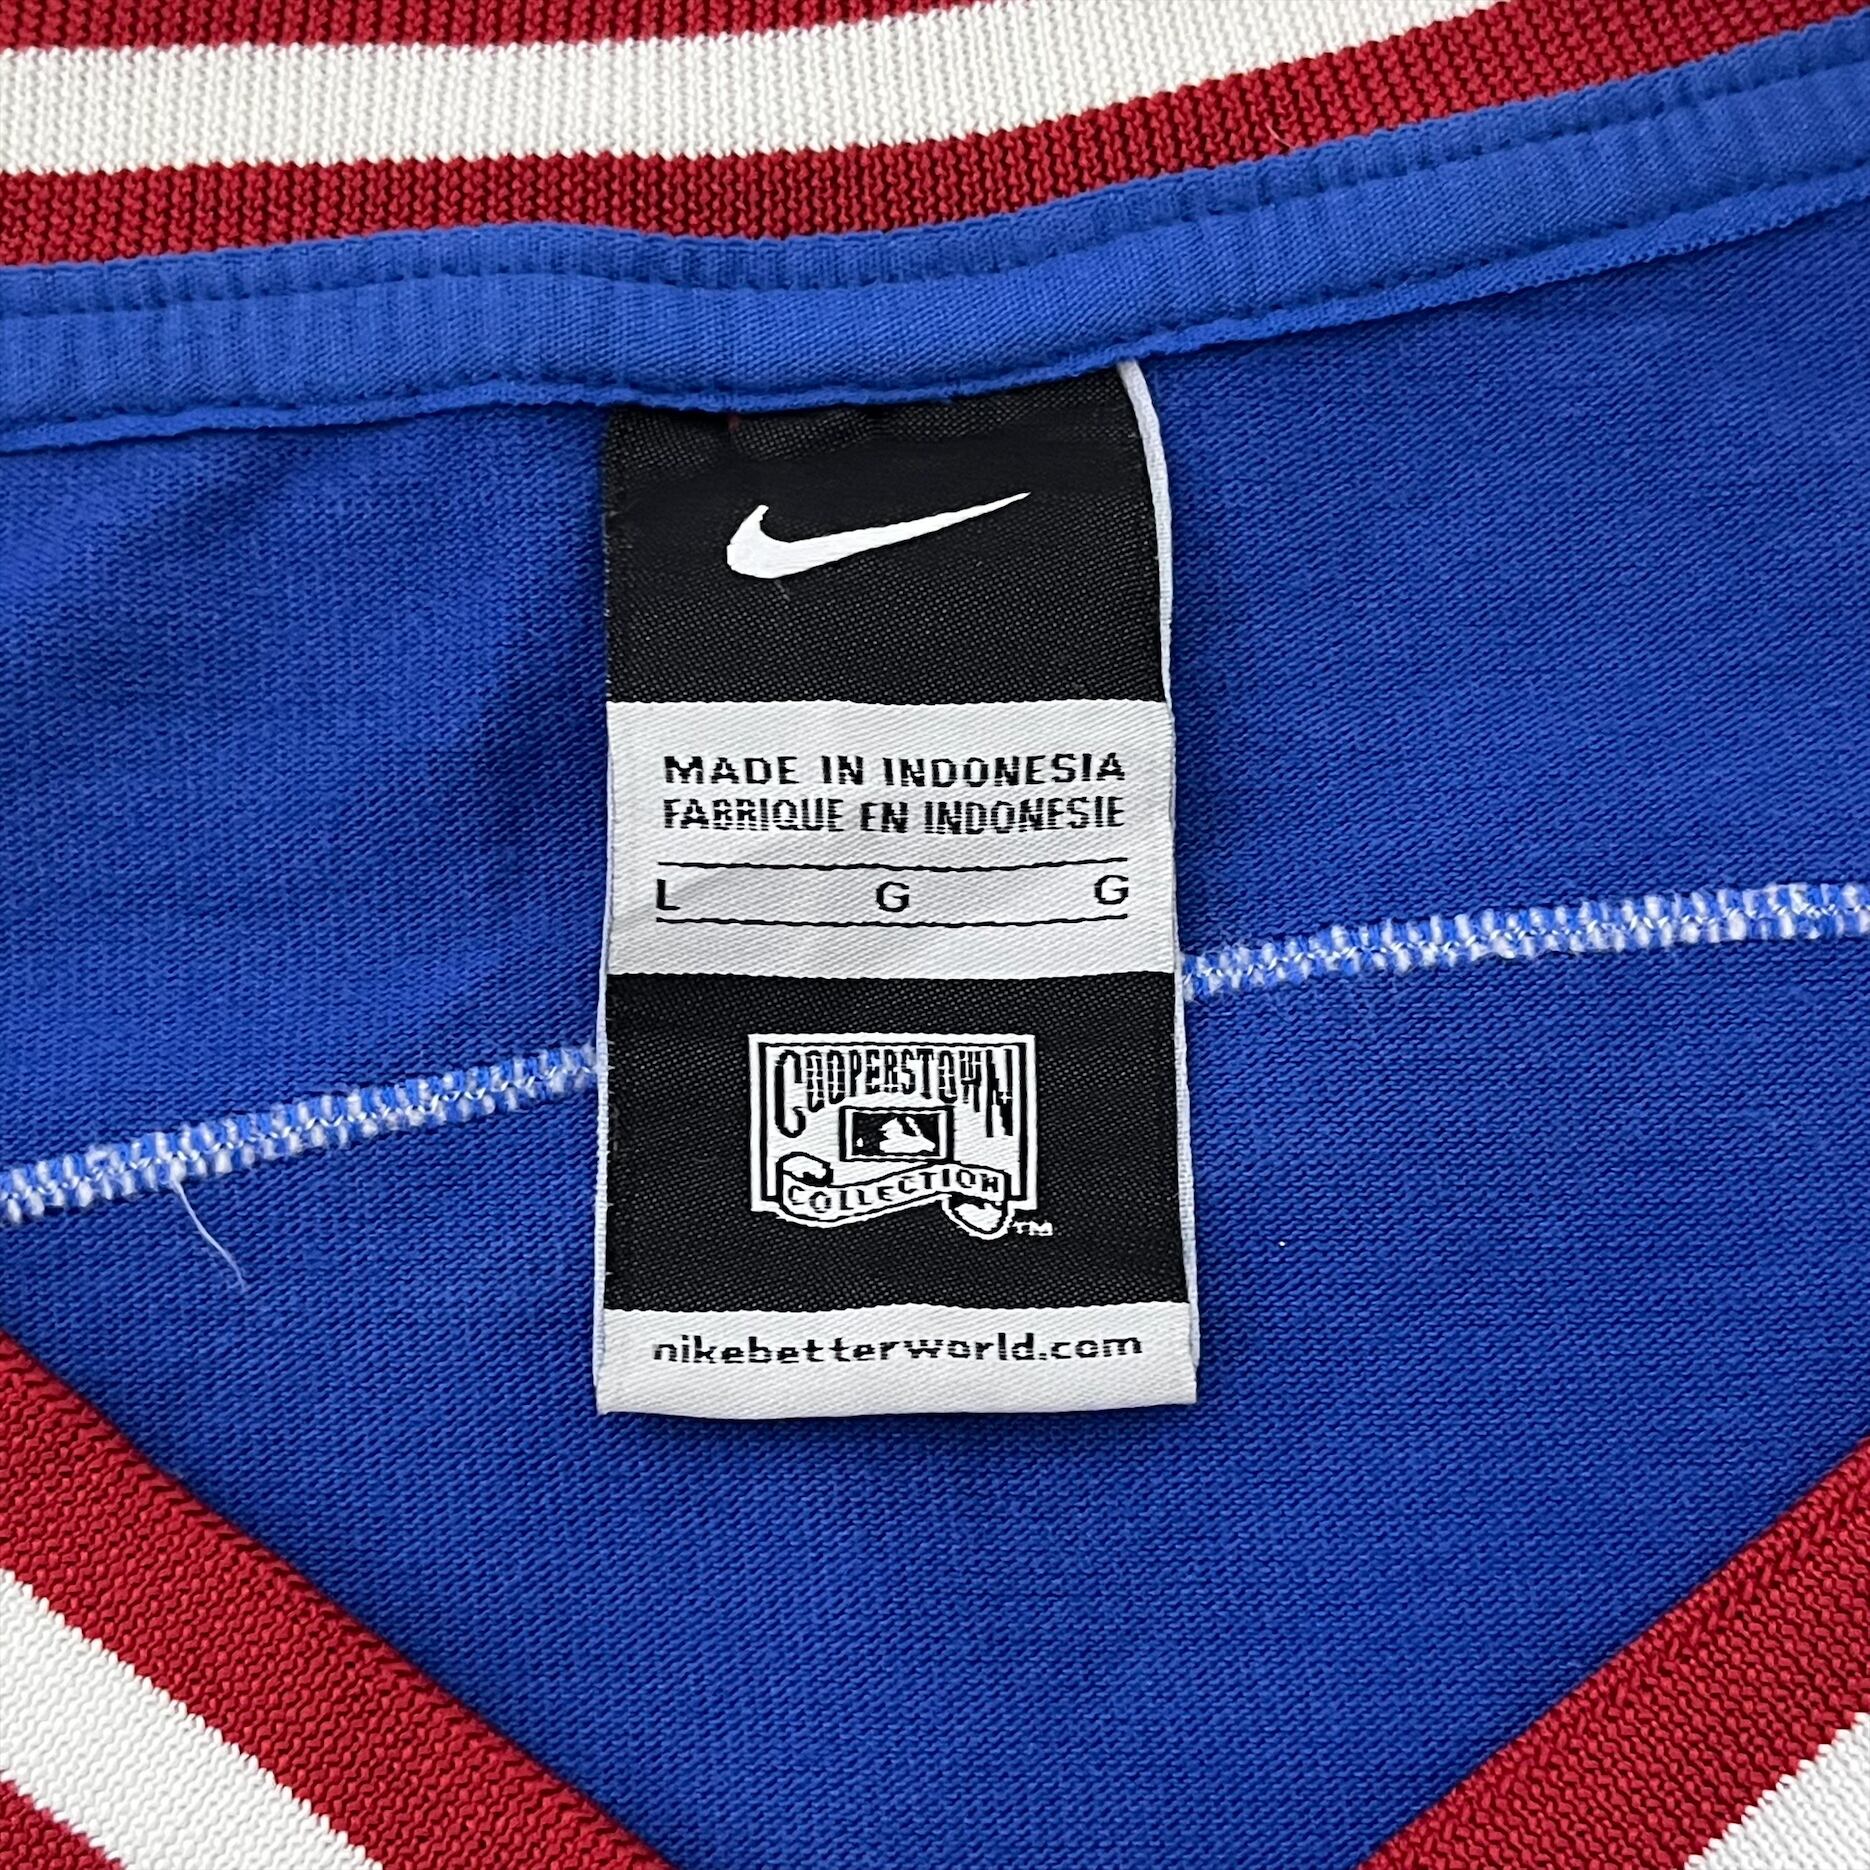 MADE IN INDONESIA
FABRIQUE EN INDONESIE
L G G
COOPERSTOWN
COLLECTION
TM
nikebetterworld.com